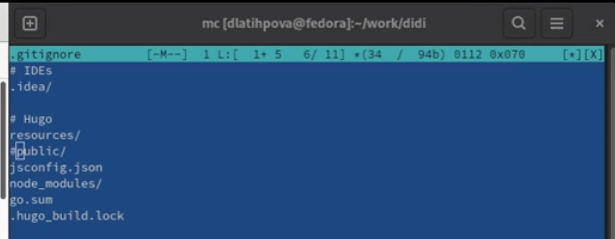 mc [dlatihpova@fedora]:~/work/didi
.gitignore [-M--] 1 L:[ 1+ 5 6/ 11] *(34 / 94b) 0112 0x070 [*][X]
# IDEs
.idea/
# Hugo
resources/
#public/
jsconfig.json
node_modules/
go.sum
.hugo_build.lock